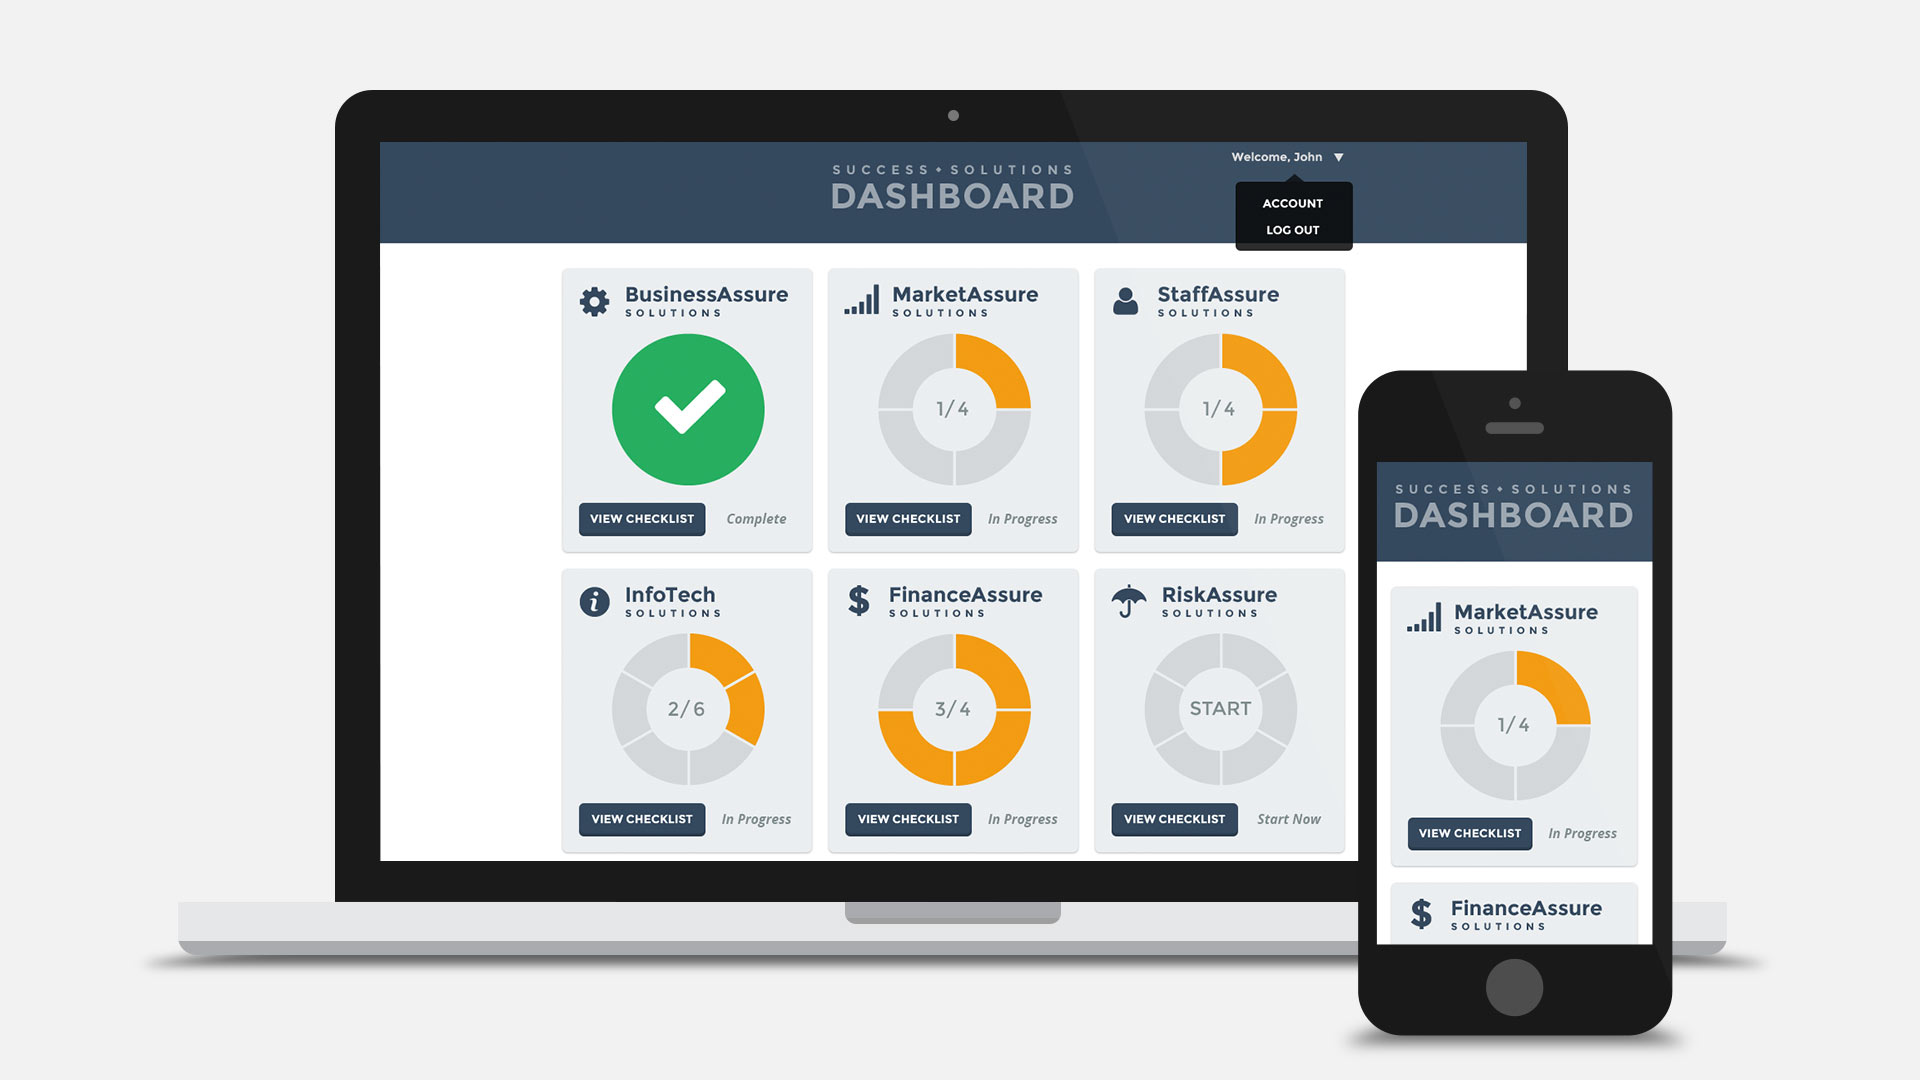 Welcome, John ▼
SUCCESS + SOLUTIONS
DASHBOARD
ACCOUNT
LOG OUT
BusinessAssure
SOLUTIONS
VIEW CHECKLIST Complete
MarketAssure
SOLUTIONS
1/4
VIEW CHECKLIST In Progress
StaffAssure
SOLUTIONS
1/4
VIEW CHECKLIST In Progress
InfoTech
SOLUTIONS
2/6
VIEW CHECKLIST In Progress
FinanceAssure
SOLUTIONS
3/4
VIEW CHECKLIST In Progress
RiskAssure
SOLUTIONS
START
VIEW CHECKLIST Start Now
SUCCESS + SOLUTIONS
DASHBOARD
MarketAssure
SOLUTIONS
1/4
VIEW CHECKLIST In Progress
FinanceAssure
SOLUTIONS